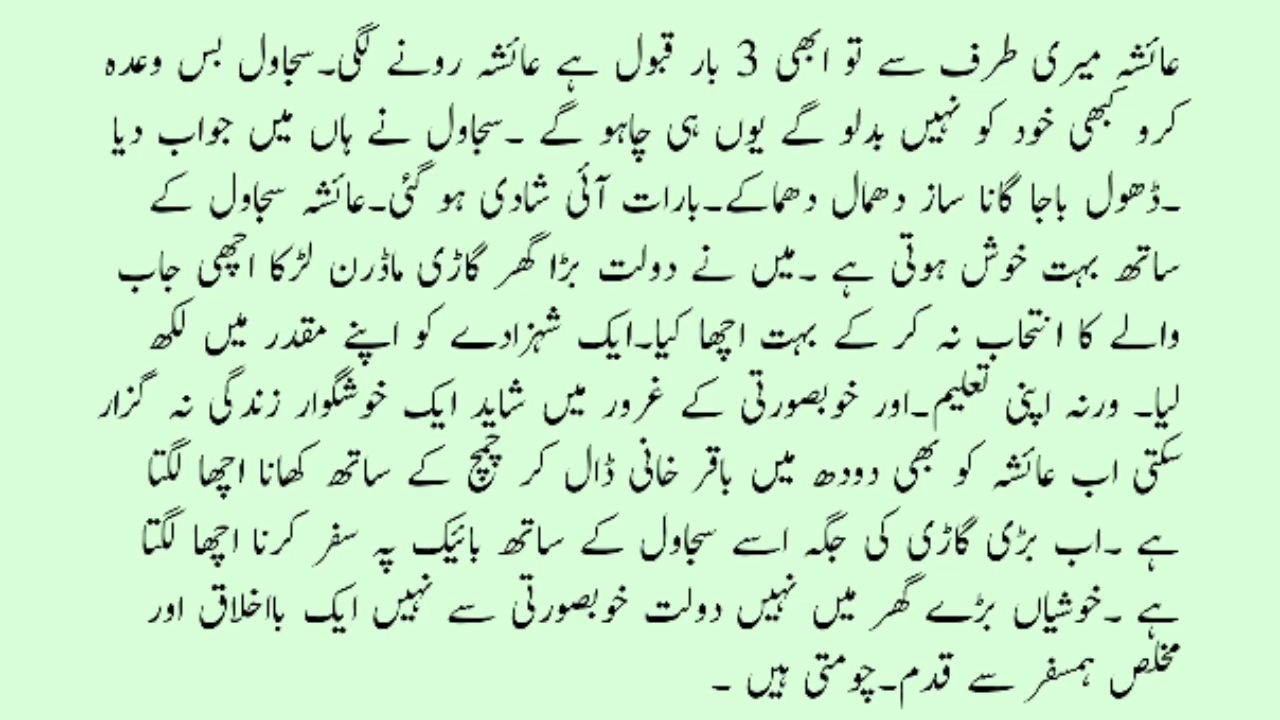 عائشہ میری طرف سے تو ابھی 3 بار قبول ہے عائشہ رونے لگی۔سجاول بس وعدہ
کرو کبھی خود کو نہیں بدلو گے یوں ہی چاہو گے ۔سجاول نے ہاں میں جواب دیا
۔ڈھول باجا گانا ساز دھمال دھماکے۔بارات آئی شادی ہو گئی۔عائشہ سجاول کے
ساتھ بہت خوش ہوتی ہے ۔میں نے دولت بڑا گھر گاڑی ماڈرن لڑکا اچھی جاب
والے کا انتخاب نہ کر کے بہت اچھا کیا۔ایک شہزادے کو اپنے مقدر میں لکھ
لیا۔ ورنہ اپنی تعلیم۔اور خوبصورتی کے غرور میں شاید ایک خوشگوار زندگی نہ گزار
سکتی اب عائشہ کو بھی دودھ میں باقر خانی ڈال کر چمچ کے ساتھ کھانا اچھا لگتا
ہے ۔اب بڑی گاڑی کی جگہ اسے سجاول کے ساتھ بائیک پہ سفر کرنا اچھا لگتا
ہے ۔خوشیاں بڑے گھر میں نہیں دولت خوبصورتی سے نہیں ایک بااخلاق اور
مخلص ہمسفر سے قدم۔چومتی ہیں ۔